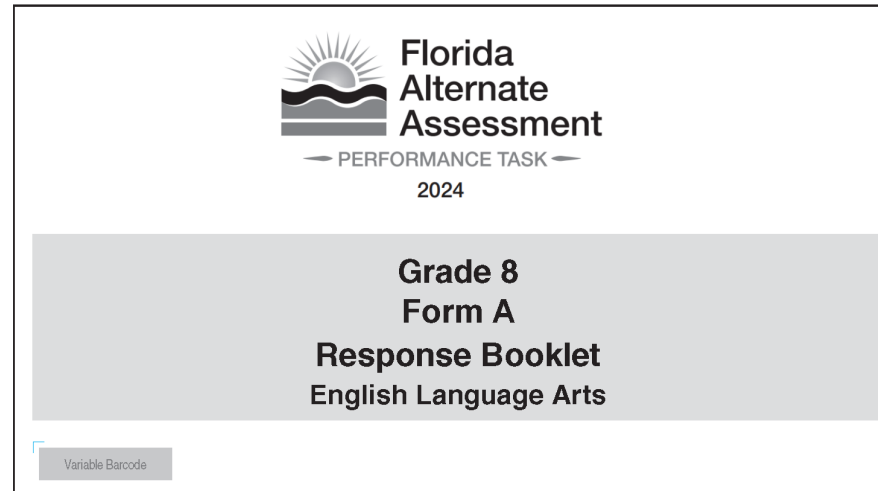 Florida
Alternate
Assessment
PERFORMANCE TASK
2024
Grade 8
Form A
Response Booklet
English Language Arts
Variable Barcode